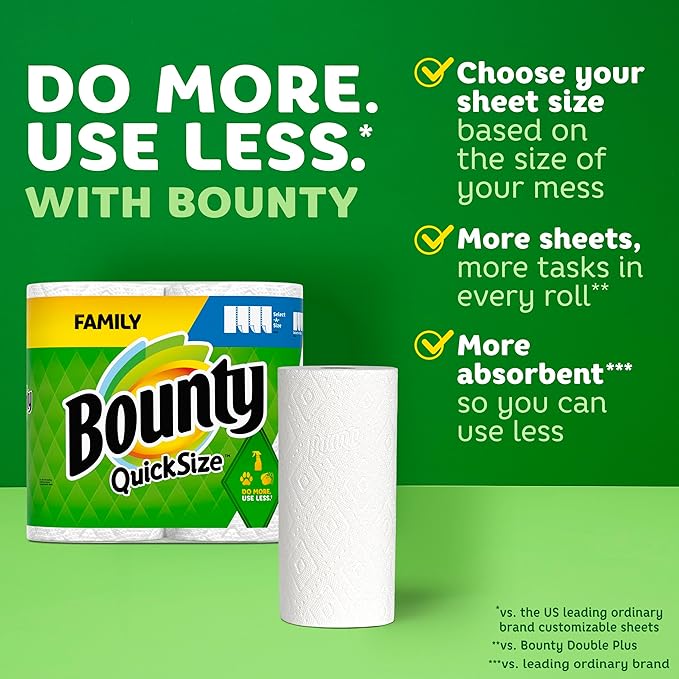 DO MORE.
USE LESS.*
WITH BOUNTY
Choose your
sheet size
based on
the size of
your mess
More sheets,
more tasks in
every roll**
More
absorbent***
so you can
use less
FAMILY
Select
-A-
Size
Bounty
QuickSize™
DO MORE.
USE LESS.*
*vs. the US leading ordinary
brand customizable sheets
**vs. Bounty Double Plus
***vs. leading ordinary brand